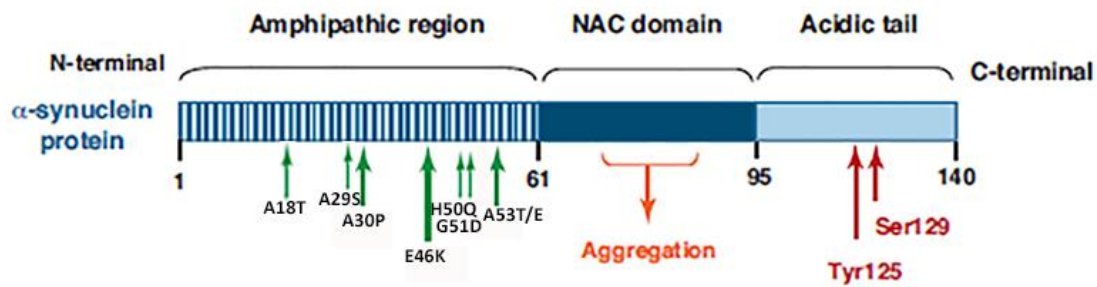 Amphipathic region NAC domain Acidic tail
N-terminal C-terminal
α-synuclein
protein
1 61 95 140
A18T A29S A30P H50Q G51D A53T/E
E46K
Aggregation
Ser129
Tyr125